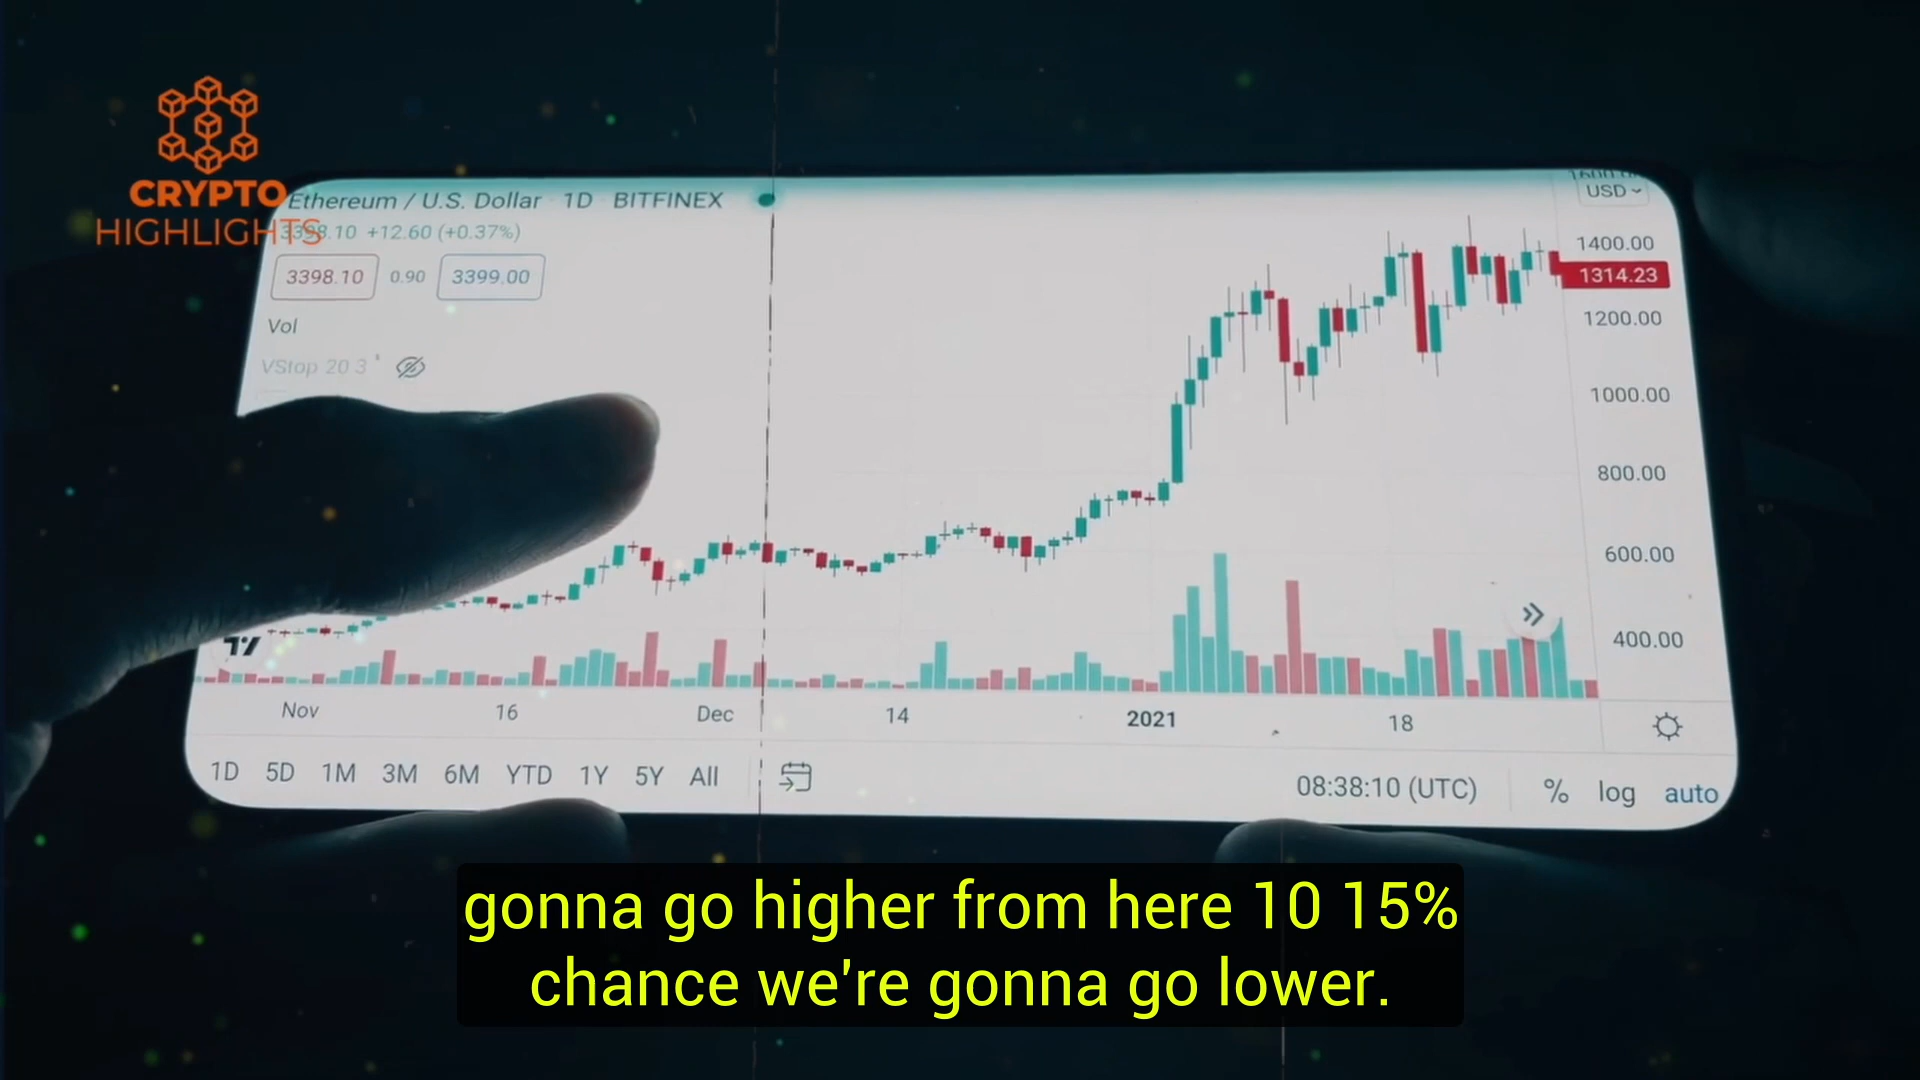 CRYPTO
HIGHLIGHTS
Ethereum / U.S. Dollar 1D BITFINEX
3398.10 +12.60 (+0.37%)
3398.10 0.90 3399.00
Vol
VStop 20 3
USD
1400.00
1314.23
1200.00
1000.00
800.00
600.00
400.00
Nov 16 Dec 14 2021 18
1D 5D 1M 3M 6M YTD 1Y 5Y All
08:38:10 (UTC) % log auto
gonna go higher from here 10 15%
chance we're gonna go lower.